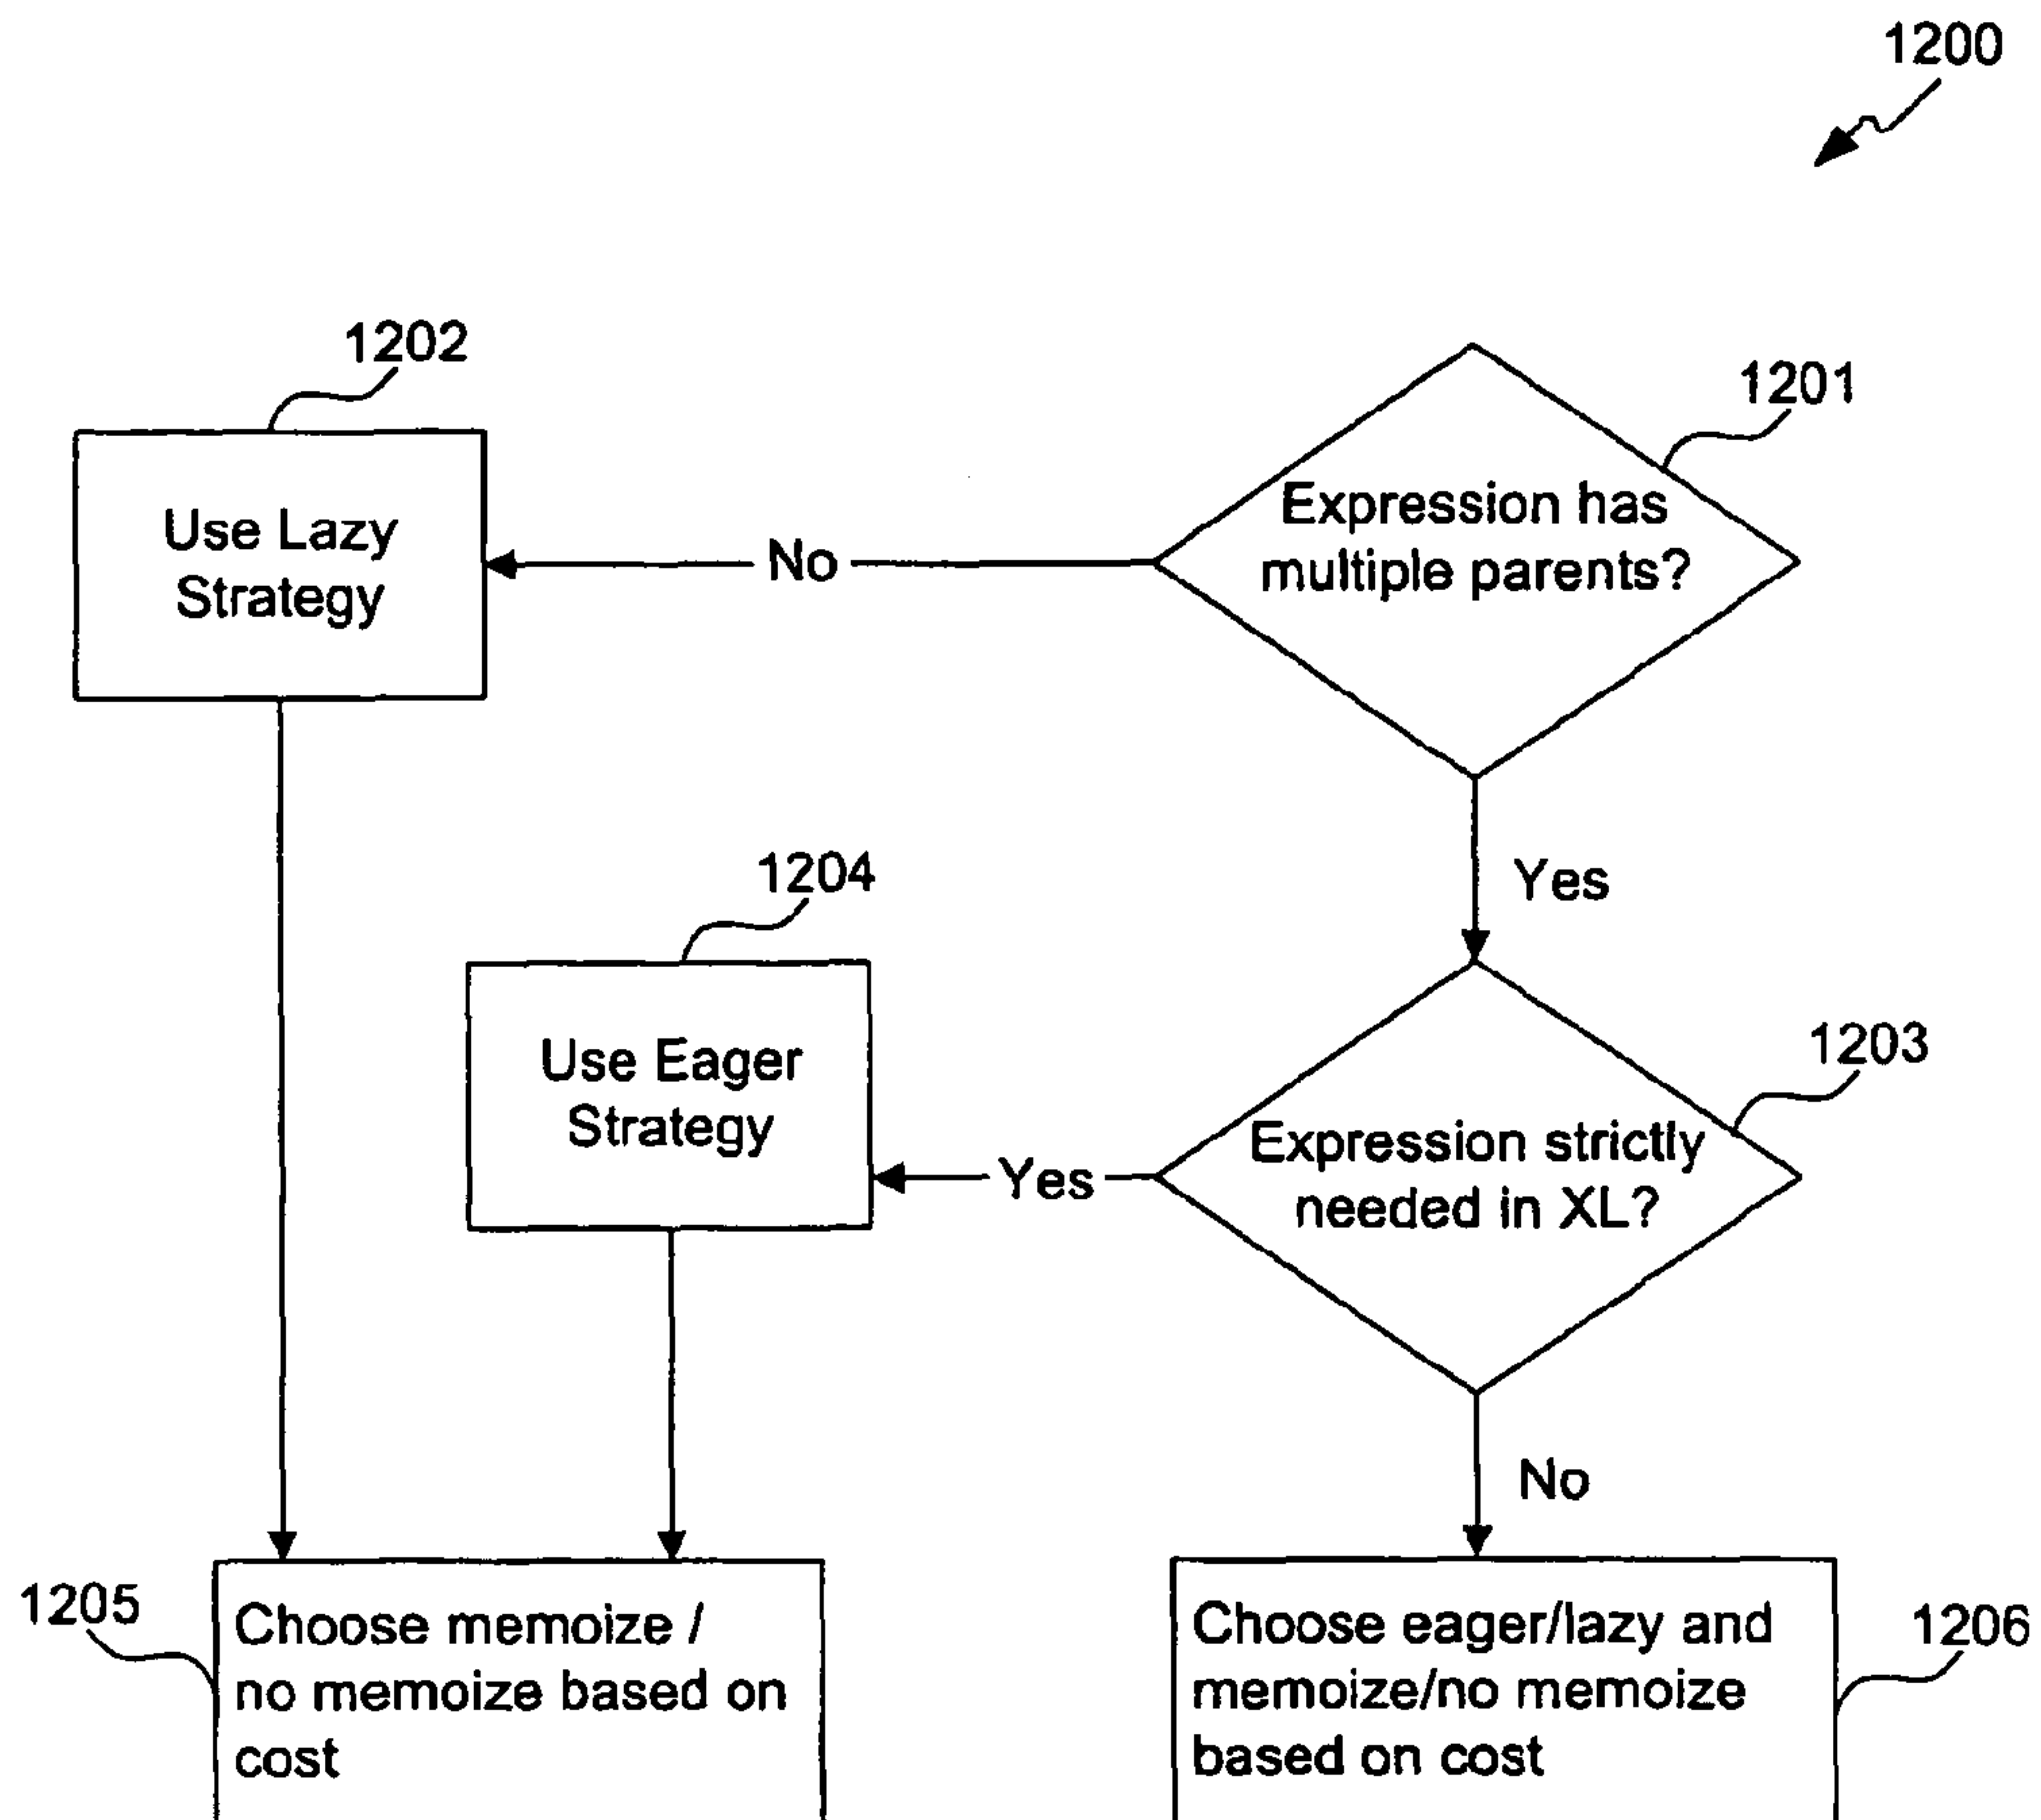 1200
1202
1201
Use Lazy
Strategy
No
Expression has
multiple parents?
Yes
1204
1203
Use Eager
Strategy
Yes
Expression strictly
needed in XL?
No
1205
Choose memoize /
no memoize based on
cost
Choose eager/lazy and
memoize/no memoize
based on cost
1206